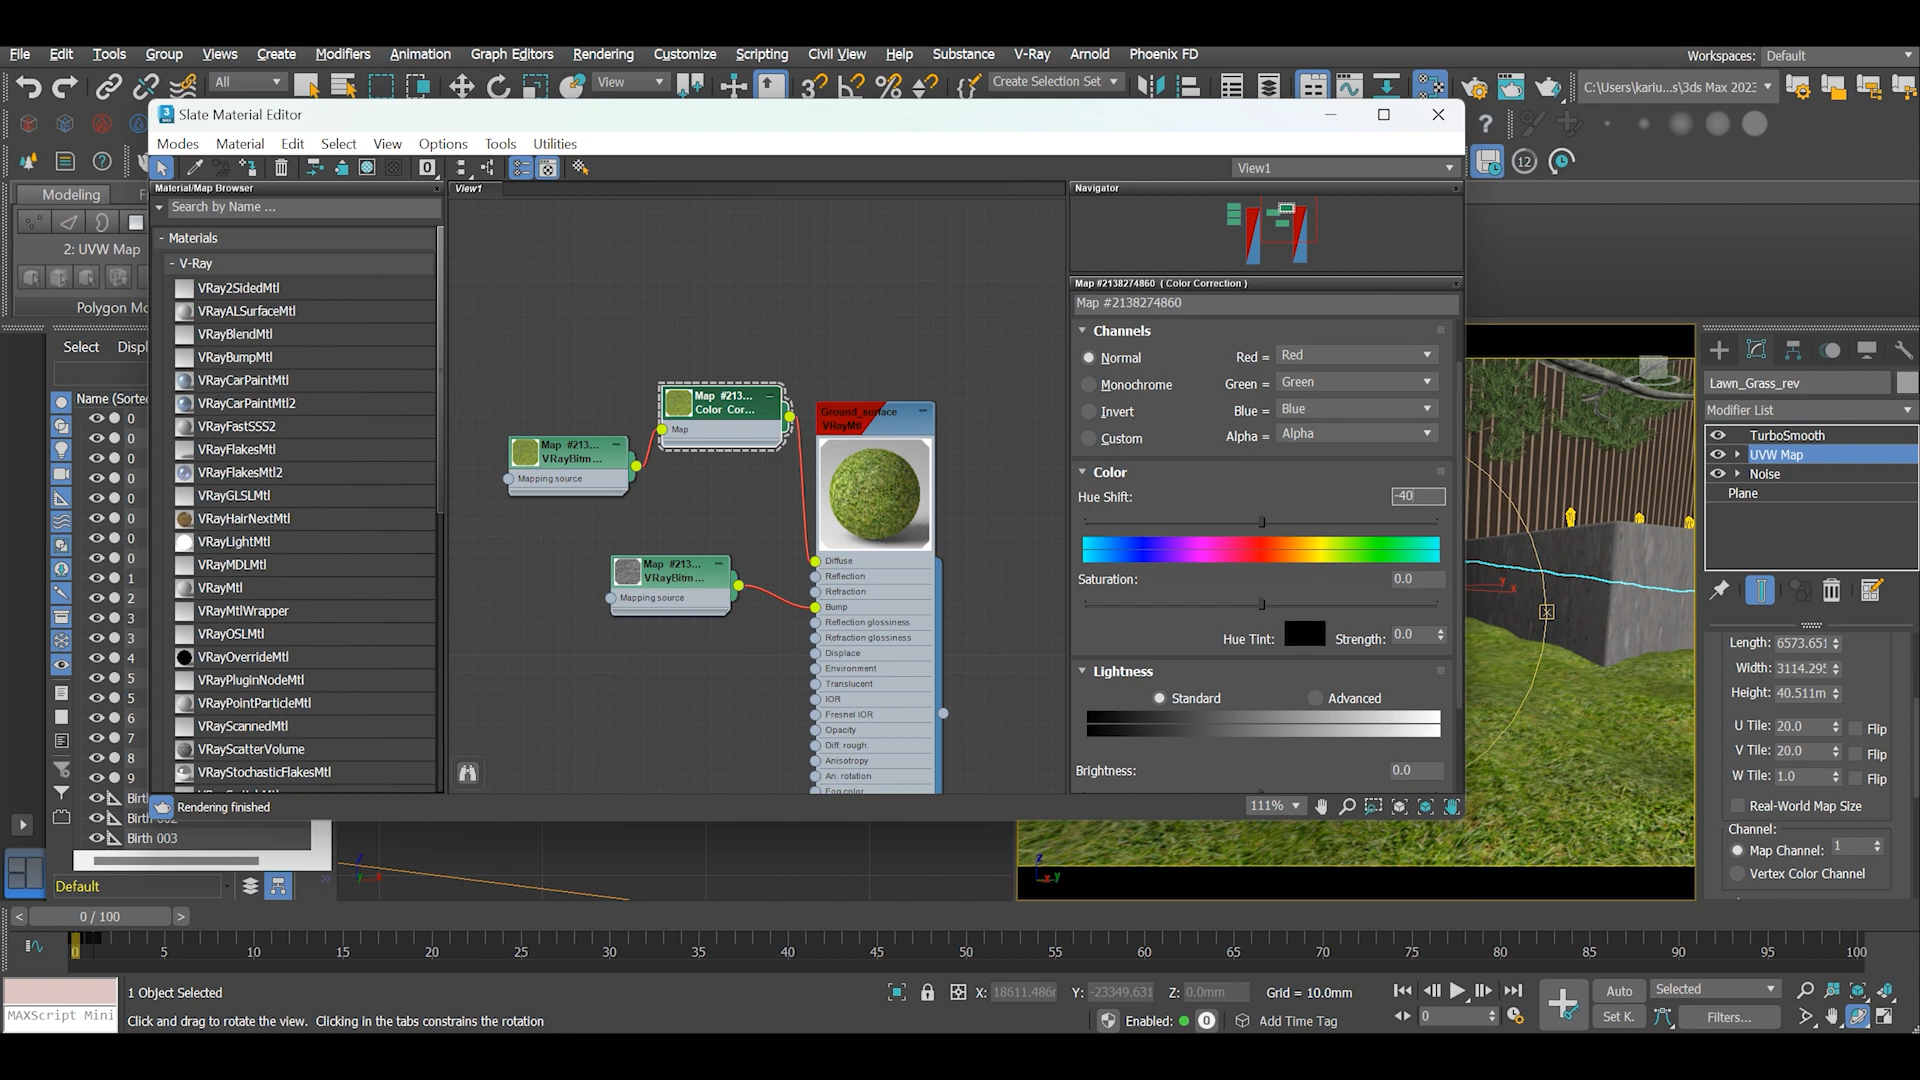 File Edit Tools Group Views Create Modifiers Animation Graph Editors Rendering Customize Scripting Civil View Help Substance V-Ray Arnold Phoenix FD
Workspaces: Default
All
View
Create Selection Set
C:\Users\kariu...s\3ds Max 2023
Slate Material Editor
Modes Material Edit Select View Options Tools Utilities
View1
Modeling
2: UVW Map
Polygon Mo
Select Displ
Name (Sorte
0
0
0
0
0
0
0
0
1
2
3
3
4
5
5
6
7
8
9
Birt
Birth 003
Default
Material/Map Browser
Search by Name ...
- Materials
- V-Ray
VRay2SidedMtl
VRayALSurfaceMtl
VRayBlendMtl
VRayBumpMtl
VRayCarPaintMtl
VRayCarPaintMtl2
VRayFastSSS2
VRayFlakesMtl
VRayFlakesMtl2
VRayGLSLMtl
VRayHairNextMtl
VRayLightMtl
VRayMDLMtl
VRayMtl
VRayMtlWrapper
VRayOSLMtl
VRayOverrideMtl
VRayPluginNodeMtl
VRayPointParticleMtl
VRayScannedMtl
VRayScatterVolume
VRayStochasticFlakesMtl
Rendering finished
View1
Map #213...
Color Cor...
Map
Map #213...
VRayBitm...
Mapping source
Map #213...
VRayBitm...
Mapping source
Ground_surface
VRayMtl
Diffuse
Reflection
Refraction
Bump
Reflection glossiness
Refraction glossiness
Displace
Environment
Translucent
IOR
Fresnel IOR
Opacity
Diff. rough.
Anisotropy
An. rotation
Fog color
Navigator
Map #2138274860 ( Color Correction )
Map #2138274860
Channels
Normal Red = Red
Monochrome Green = Green
Invert Blue = Blue
Custom Alpha = Alpha
Color
Hue Shift: -40
Saturation: 0.0
Hue Tint: Strength: 0.0
Lightness
Standard Advanced
Brightness: 0.0
111%
12
Lawn_Grass_rev
Modifier List
TurboSmooth
UVW Map
Noise
Plane
Length: 6573.651
Width: 3114.295
Height: 40.511m
U Tile: 20.0 Flip
V Tile: 20.0 Flip
W Tile: 1.0 Flip
Real-World Map Size
Channel:
Map Channel: 1
Vertex Color Channel
z
x y
0 / 100
0 5 10 15 20 25 30 35 40 45 50 55 60 65 70 75 80 85 90 95 100
MAXScript Mini
1 Object Selected
Click and drag to rotate the view. Clicking in the tabs constrains the rotation
X: 18611.486 Y: -23349.631 Z: 0.0mm Grid = 10.0mm
Enabled: 0 Add Time Tag
0
Auto Selected
Set K. Filters...